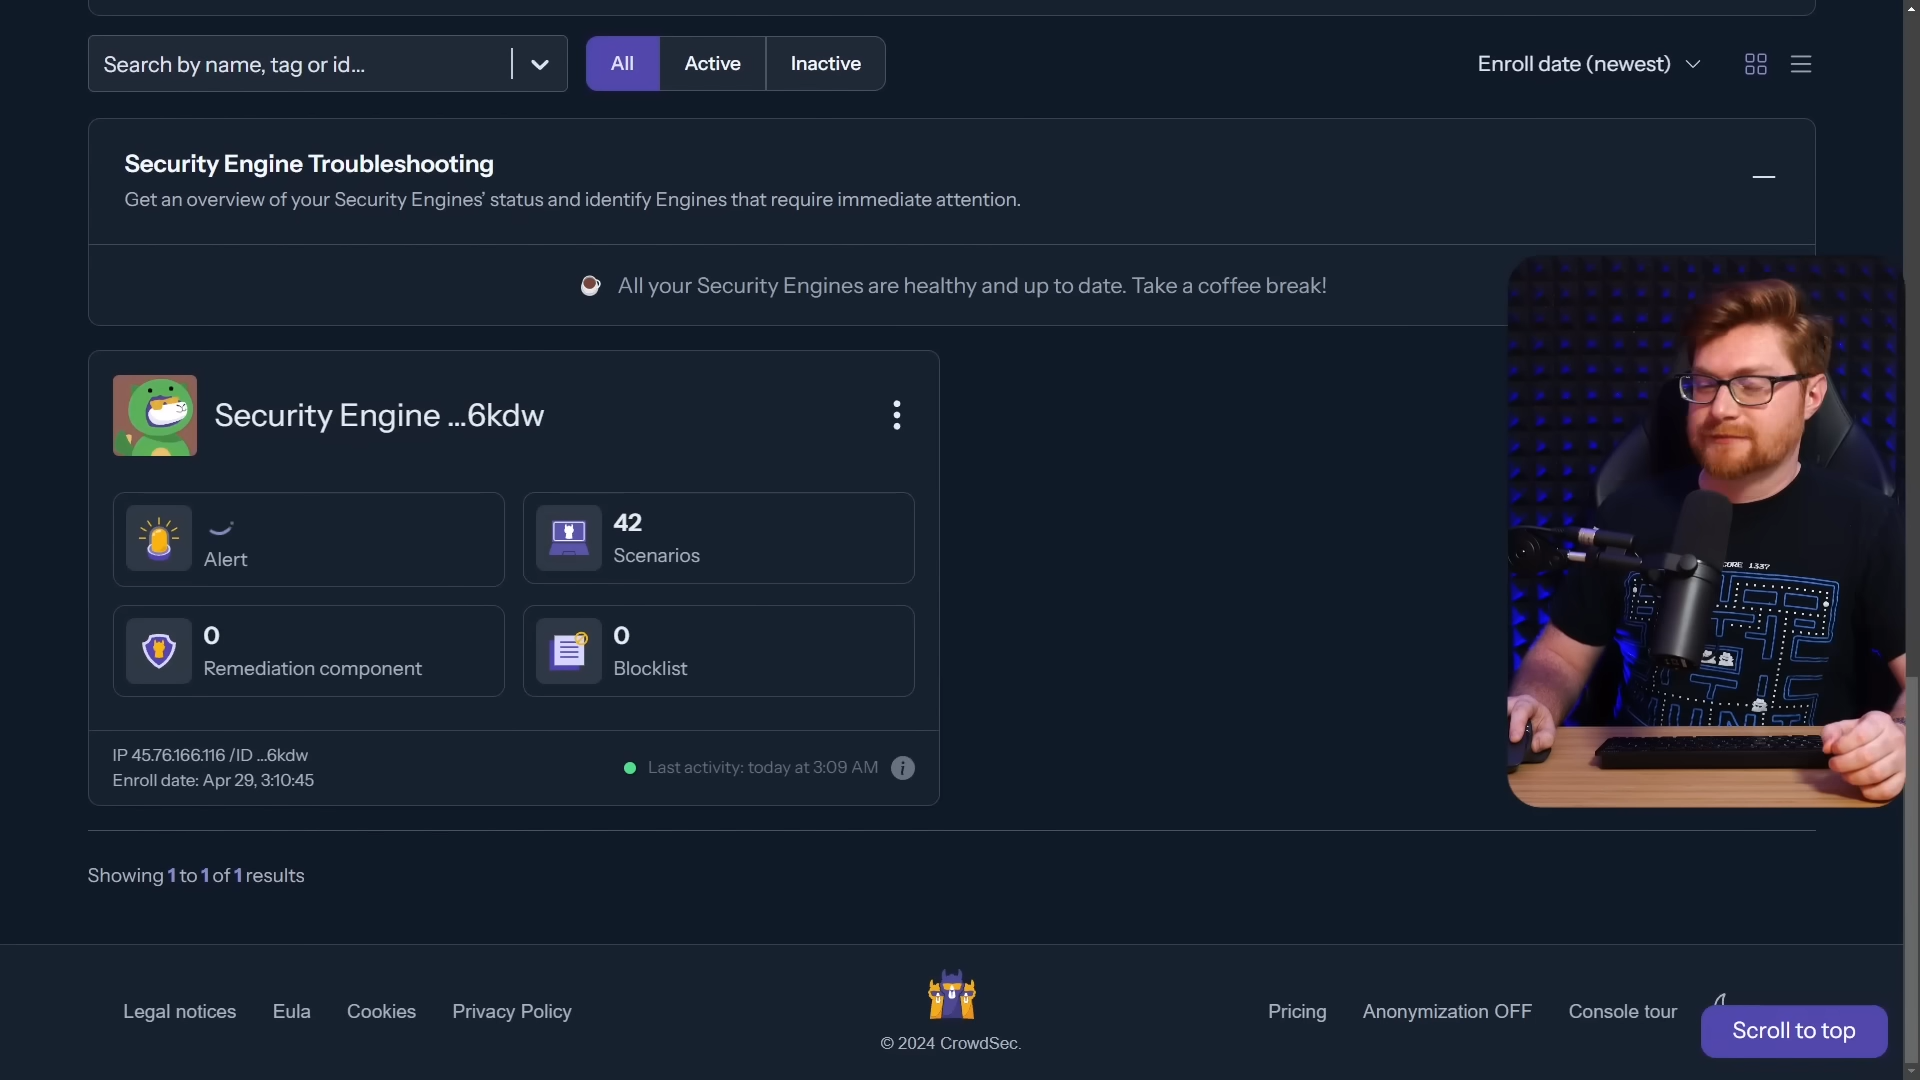 Search by name, tag or id...
All
Active
Inactive
Enroll date (newest)
Security Engine Troubleshooting
Get an overview of your Security Engines' status and identify Engines that require immediate attention.
All your Security Engines are healthy and up to date. Take a coffee break!
Security Engine ...6kdw
Alert
42
Scenarios
0
Remediation component
0
Blocklist
IP 45.76.166.116 /ID ...6kdw
Enroll date: Apr 29, 3:10:45
Last activity: today at 3:09 AM
CORE 1337
Showing 1 to 1 of 1 results
Legal notices
Eula
Cookies
Privacy Policy
© 2024 CrowdSec.
Pricing
Anonymization OFF
Console tour
Scroll to top